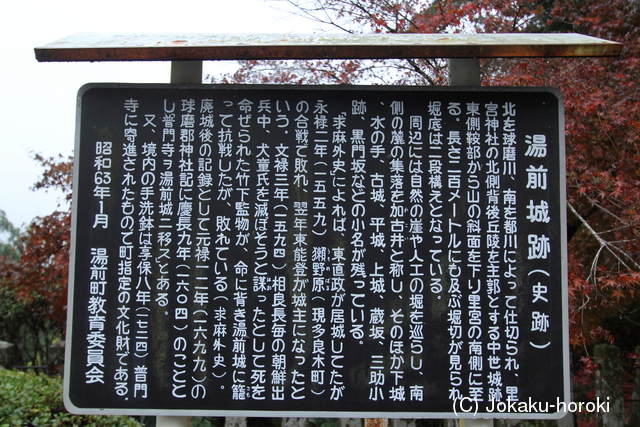 湯前城跡（史跡）
北を球磨川、南を都川によって仕切られ、里
宮神社の北側背後丘陵を主郭とする中世城跡
東側鞍部から山の斜面を下り里宮の南側に至
る。長さ二百メートルにも及ぶ堀切が見られ
堀底は二段構えとなっている。
周辺には自然の崖や人工の堀を巡らし、南
側の麓の集落を加古井と称し、そのほか下城
、水の手、古城、平城、上城、蔵坂、三助小
跡、黒門坂などの小名が残っている。
「求麻外史」によれば、東直政が居城してたが
永禄二年（一五五九）獺野原（現多良木町）
の合戦で敗れ、翌年東能登が城主になったと
いう。文禄三年（一五九四）相良長毎の朝鮮出
兵中、犬童氏を滅ぼそうと謀ったとして死を
命ぜられた竹下監物が、命に背き湯前城に籠
って抗戦したが、敗れている（求麻外史）。
廃城後の記録として元禄一二年（一六九九）の
球磨郡神社記に慶長九年（一六〇四）のことと
し普門寺ヲ湯前城ニ移スとある。
又、境内の手洗鉢は享保八年（一七二四）普門
寺に寄進されたもので町指定の文化財である。
昭和63年1月　湯前町教育委員会
(C) Jokaku-horoki